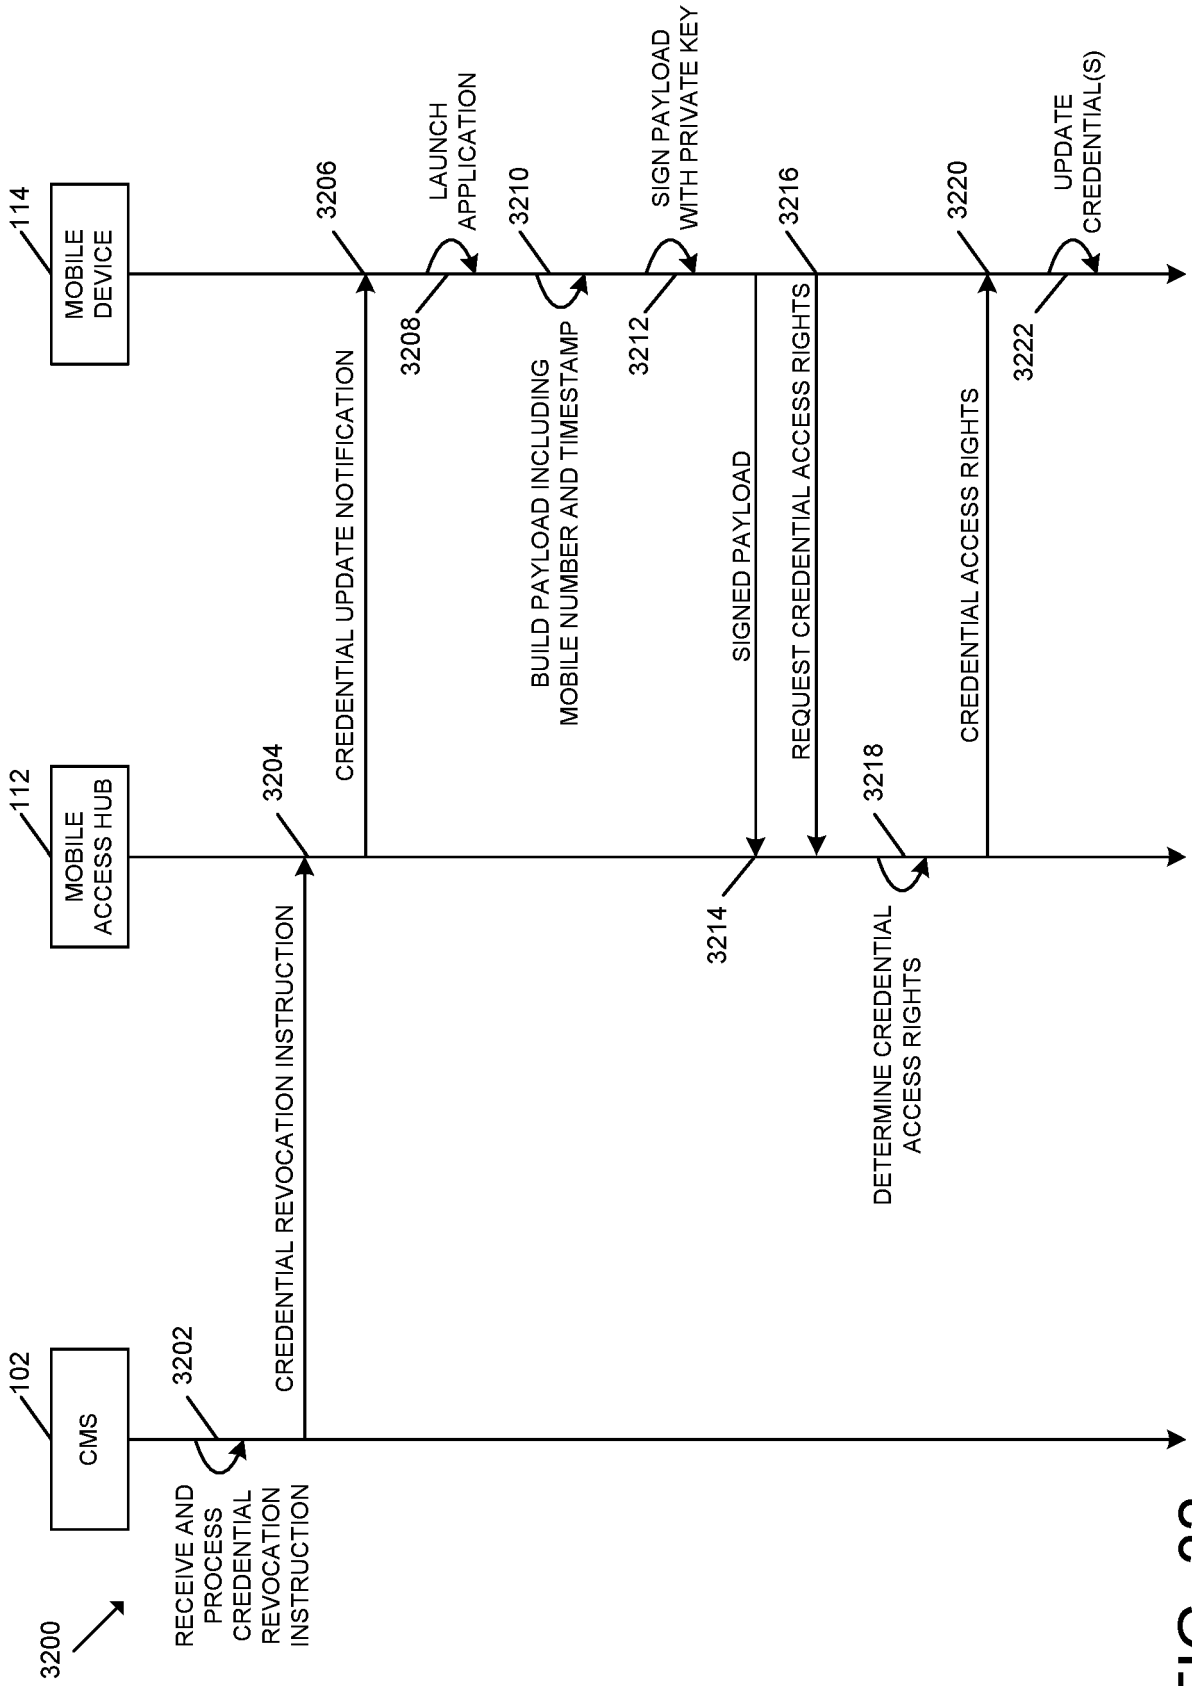 3200
CMS
102
MOBILE
ACCESS HUB
112
MOBILE
DEVICE
114
RECEIVE AND
PROCESS
CREDENTIAL
REVOCATION
INSTRUCTION
3202
CREDENTIAL REVOCATION INSTRUCTION
3204
CREDENTIAL UPDATE NOTIFICATION
3206
3208
LAUNCH
APPLICATION
BUILD PAYLOAD INCLUDING
MOBILE NUMBER AND TIMESTAMP
3210
3212
SIGN PAYLOAD
WITH PRIVATE KEY
3214
SIGNED PAYLOAD
REQUEST CREDENTIAL ACCESS RIGHTS
3216
DETERMINE CREDENTIAL
ACCESS RIGHTS
3218
CREDENTIAL ACCESS RIGHTS
3220
3222
UPDATE
CREDENTIAL(S)